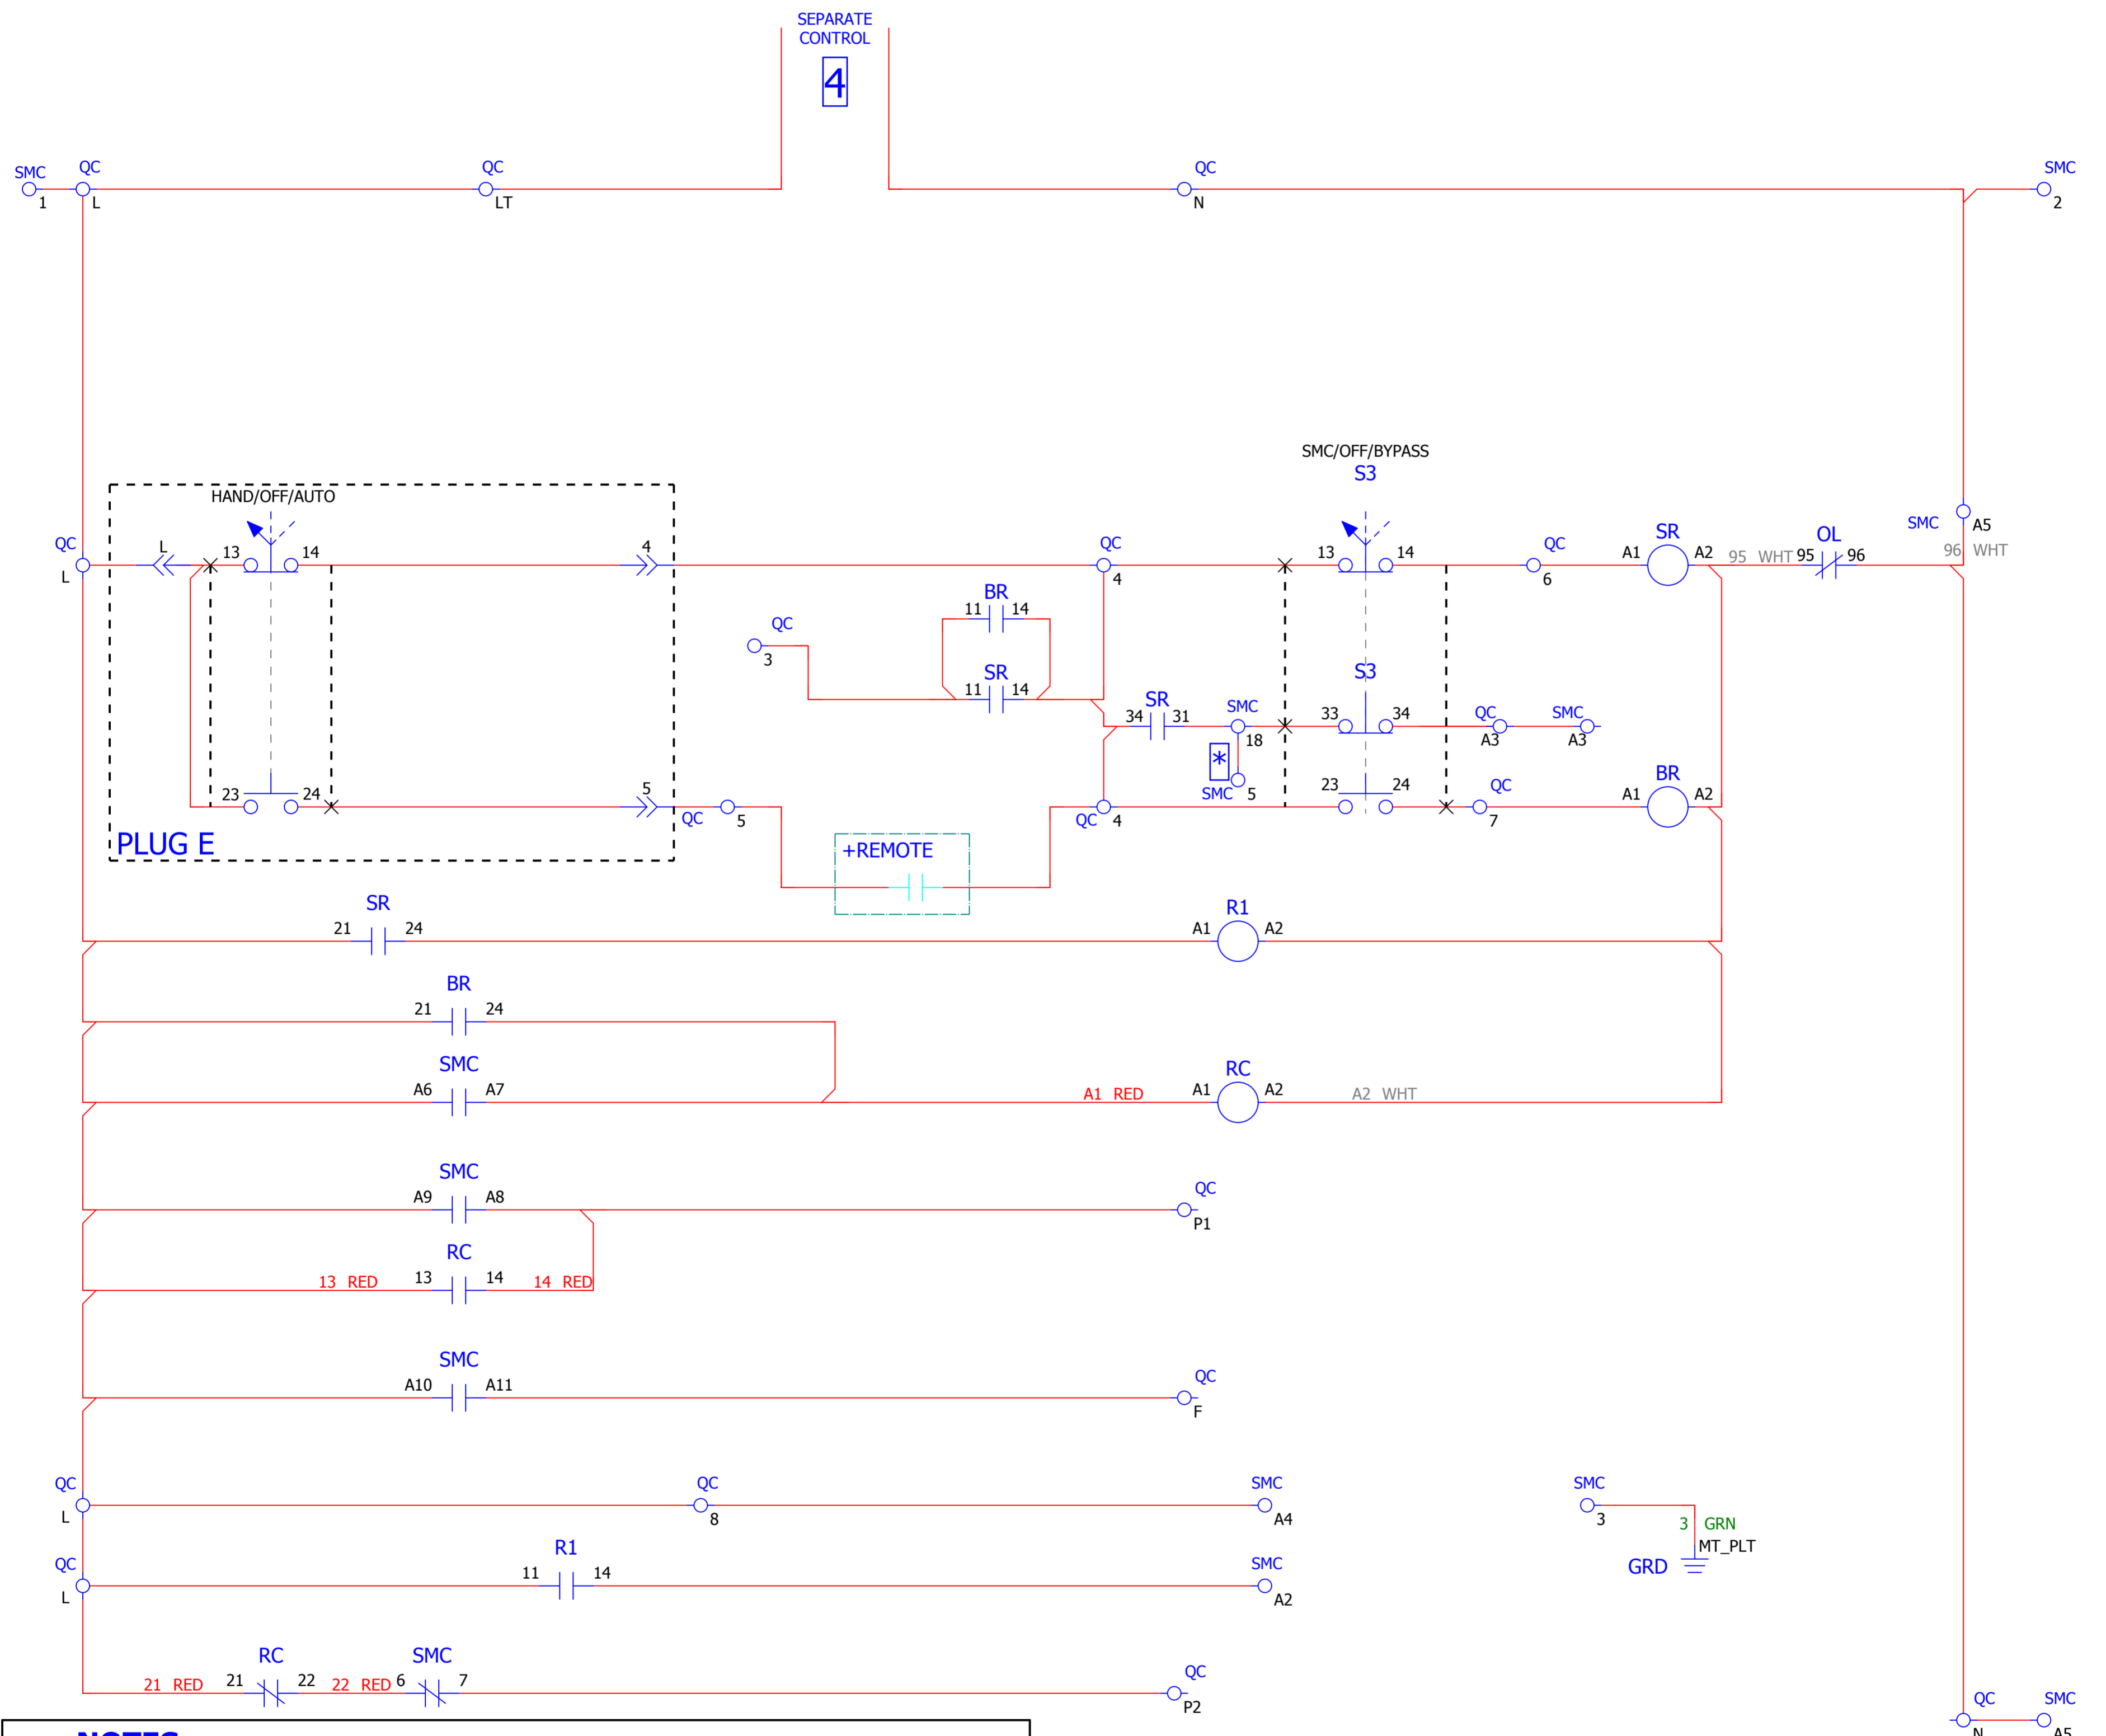 SEPARATE
CONTROL
4
SMC QC QC QC SMC
1 L LT N 2
SMC/OFF/BYPASS
S3
HAND/OFF/AUTO
QC L 13 14 4 QC 13 14 QC SR OL SMC A5
L 4 6 A1 A2 95 WHT 95 96 96 WHT
BR
11 14
QC
3
SR
11 14
S3
SR SMC QC SMC
34 31 18 33 34 A3 A3
*
SMC 5
23 24 5 QC 5 QC 4 23 24 QC 7 BR A1 A2
PLUG E
+REMOTE
SR R1
21 24 A1 A2
BR
21 24
SMC RC
A6 A7 A1 RED A1 A2 A2 WHT
SMC QC
A9 A8 P1
RC
13 RED 13 14 14 RED
SMC QC
A10 A11 F
QC QC SMC SMC
L 8 A4 3
3 GRN
MT_PLT
GRD
QC R1 SMC
L 11 14 A2
RC SMC QC
21 RED 21 22 22 RED 6 7 P2
QC SMC
N A5
NOTES